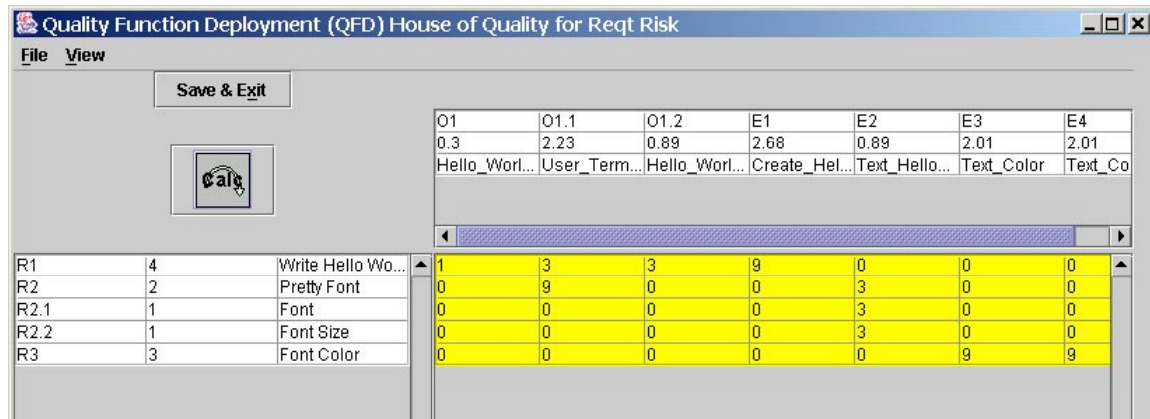 Quality Function Deployment (QFD) House of Quality for Reqt Risk
File View
Save & Exit
Calc
O1 O1.1 O1.2 E1 E2 E3 E4
0.3 2.23 0.89 2.68 0.89 2.01 2.01
Hello_Worl... User_Term... Hello_Worl... Create_Hel... Text_Hello... Text_Color Text_Co
R1 4 Write Hello Wo... 1 3 3 9 0 0 0
R2 2 Pretty Font 0 9 0 0 3 0 0
R2.1 1 Font 0 0 0 0 3 0 0
R2.2 1 Font Size 0 0 0 0 3 0 0
R3 3 Font Color 0 0 0 0 0 9 9